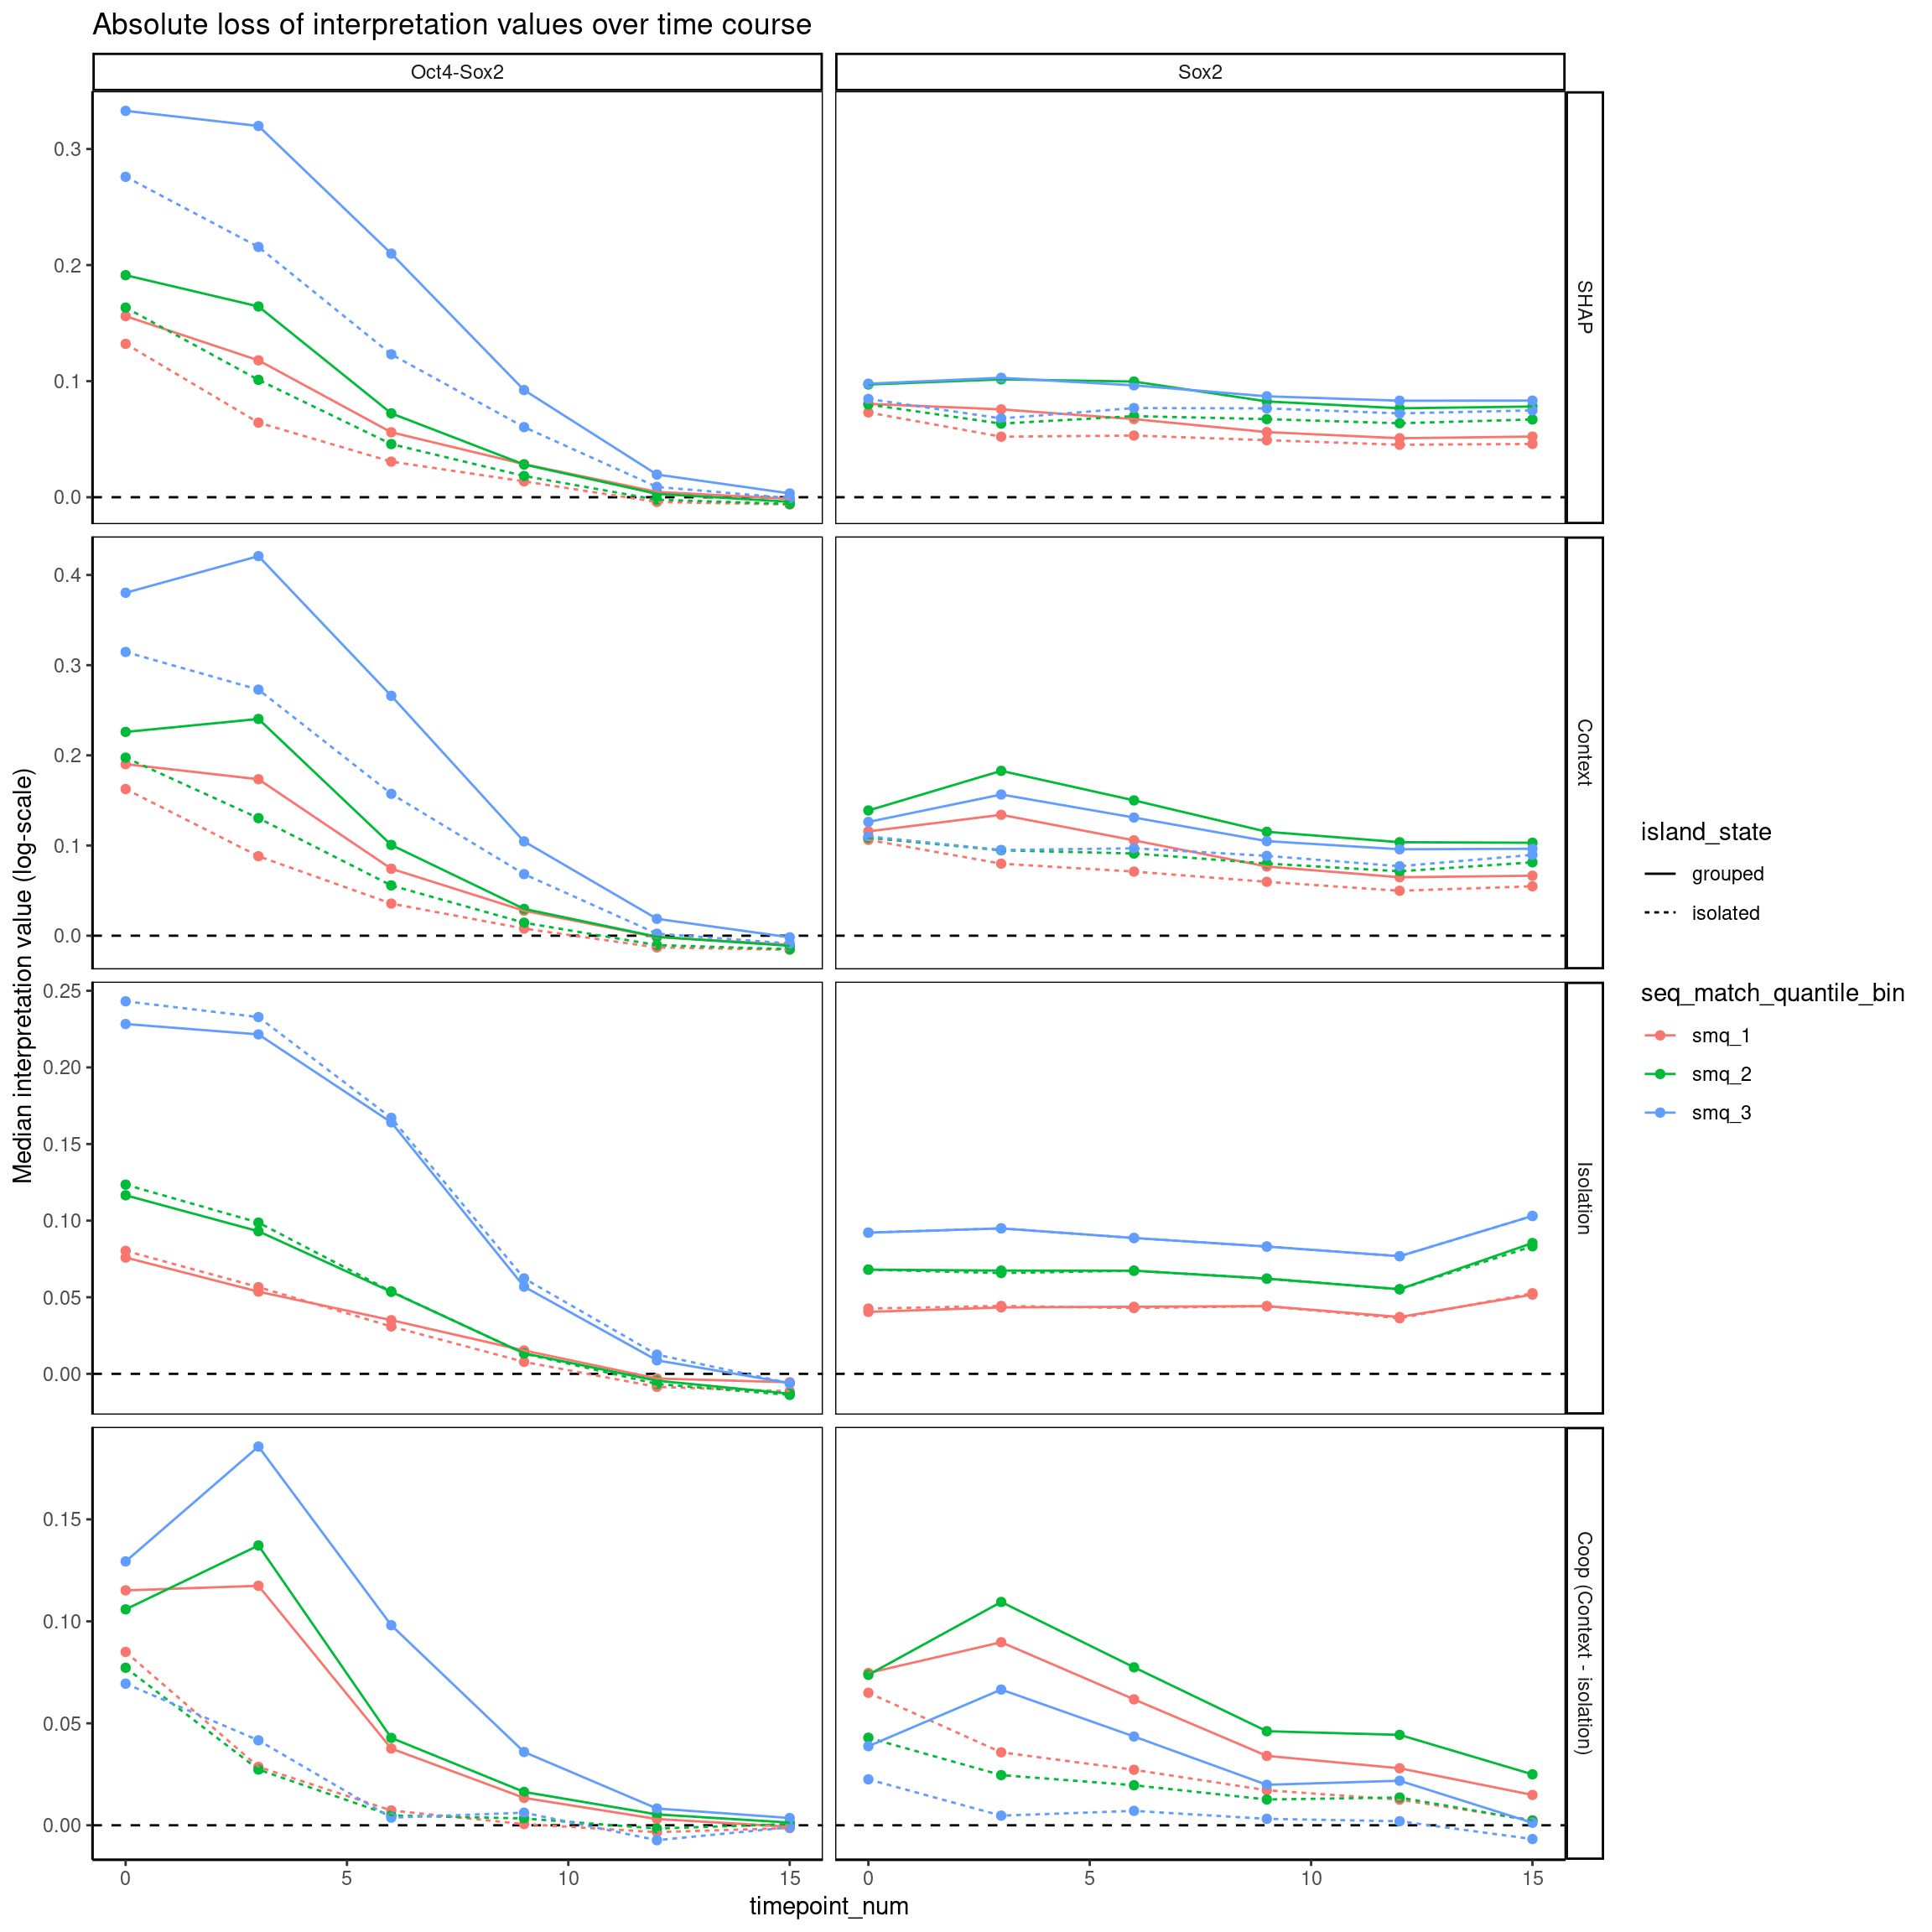 Absolute loss of interpretation values over time course
Oct4-Sox2
Sox2
0.3
0.2
0.1
0.0
SHAP
0.4
0.3
0.2
0.1
0.0
Context
0.25
0.20
0.15
0.10
0.05
0.00
Isolation
0.15
0.10
0.05
0.00
Coop (Context - isolation)
0
5
10
15
0
5
10
15
timepoint_num
Median interpretation value (log-scale)
island_state
grouped
isolated
seq_match_quantile_bin
smq_1
smq_2
smq_3